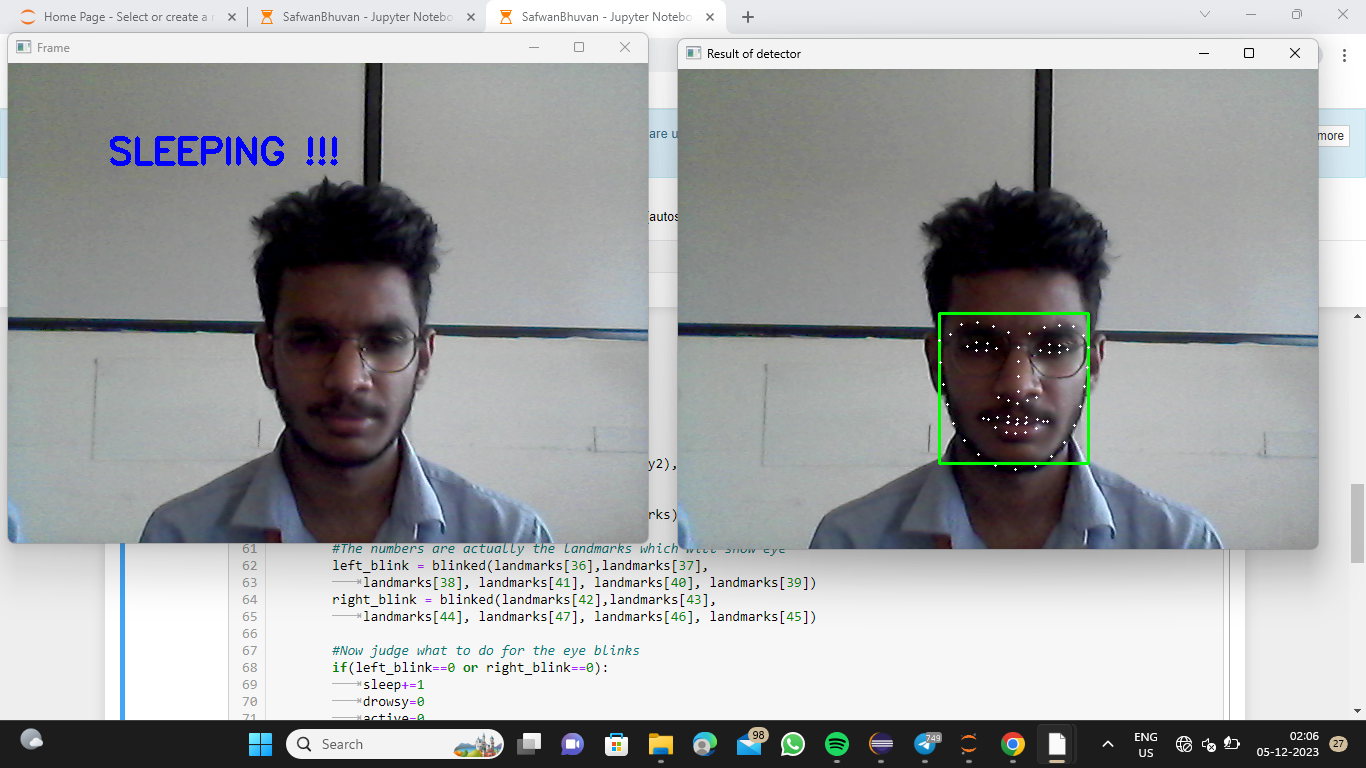 Home Page - Select or create a n
SafwanBhuvan - Jupyter Notebo
SafwanBhuvan - Jupyter Notebo
Frame
Result of detector
SLEEPING !!!
are u
more
(autos
y2),
rks)
61 #The numbers are actually the landmarks which will show eye
62 left_blink = blinked(landmarks[36],landmarks[37],
63 landmarks[38], landmarks[41], landmarks[40], landmarks[39])
64 right_blink = blinked(landmarks[42],landmarks[43],
65 landmarks[44], landmarks[47], landmarks[46], landmarks[45])
66
67 #Now judge what to do for the eye blinks
68 if(left_blink==0 or right_blink==0):
69 sleep+=1
70 drowsy=0
71 active=0
Search
98
749
ENG
US
02:06
05-12-2023
27